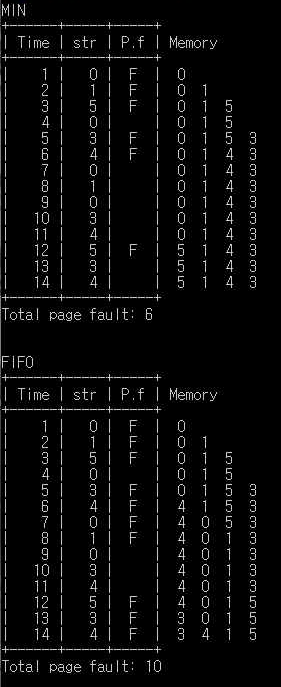 MIN
+------+-----+-----+
| Time | str | P.f | Memory
+------+-----+-----+
|    1 |   0 |  F  | 0
|    2 |   1 |  F  | 0 1
|    3 |   5 |  F  | 0 1 5
|    4 |   0 |     | 0 1 5
|    5 |   3 |  F  | 0 1 5 3
|    6 |   4 |  F  | 0 1 4 3
|    7 |   0 |     | 0 1 4 3
|    8 |   1 |     | 0 1 4 3
|    9 |   0 |     | 0 1 4 3
|   10 |   3 |     | 0 1 4 3
|   11 |   4 |     | 0 1 4 3
|   12 |   5 |  F  | 5 1 4 3
|   13 |   3 |     | 5 1 4 3
|   14 |   4 |     | 5 1 4 3
+------+-----+-----+
Total page fault: 6
FIFO
+------+-----+-----+
| Time | str | P.f | Memory
+------+-----+-----+
|    1 |   0 |  F  | 0
|    2 |   1 |  F  | 0 1
|    3 |   5 |  F  | 0 1 5
|    4 |   0 |     | 0 1 5
|    5 |   3 |  F  | 0 1 5 3
|    6 |   4 |  F  | 4 1 5 3
|    7 |   0 |  F  | 4 0 5 3
|    8 |   1 |  F  | 4 0 1 3
|    9 |   0 |     | 4 0 1 3
|   10 |   3 |     | 4 0 1 3
|   11 |   4 |     | 4 0 1 3
|   12 |   5 |  F  | 4 0 1 5
|   13 |   3 |  F  | 3 0 1 5
|   14 |   4 |  F  | 3 4 1 5
+------+-----+-----+
Total page fault: 10